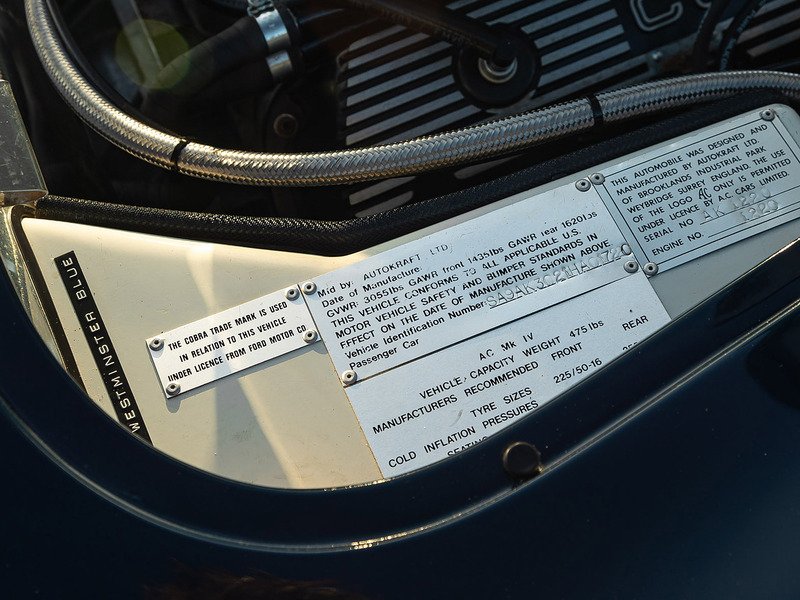 CO
WESTMINSTER BLUE
THE COBRA TRADE MARK IS USED
IN RELATION TO THIS VEHICLE
UNDER LICENCE FROM FORD MOTOR CO
Mfd by. AUTOKRAFT LTD
Date of Manufacture.
GVWR- 3055lbs GAWR front 1435lbs GAWR rear 1620lbs
THIS VEHICLE CONFORMS TO ALL APPLICABLE U.S.
MOTOR VEHICLE SAFETY AND BUMPER STANDARDS IN
EFFECT ON THE DATE OF MANUFACTURE SHOWN ABOVE
Vehicle Identification Number
Passenger Car
AC Mk IV
VEHICLE, CAPACITY WEIGHT 475lbs
MANUFACTURERS RECOMMENDED FRONT REAR
TYRE SIZES 225/50-16
COLD INFLATION PRESSURES
THIS AUTOMOBILE WAS DESIGNED AND
MANUFACTURED BY AUTOKRAFT LTD.
OF BROOKLANDS INDUSTRIAL PARK
WEYBRIDGE SURREY ENGLAND, THE USE
OF THE LOGO AC ONLY IS PERMITTED
UNDER LICENCE BY A.C. CARS LIMITED
SERIAL NO.
ENGINE NO.